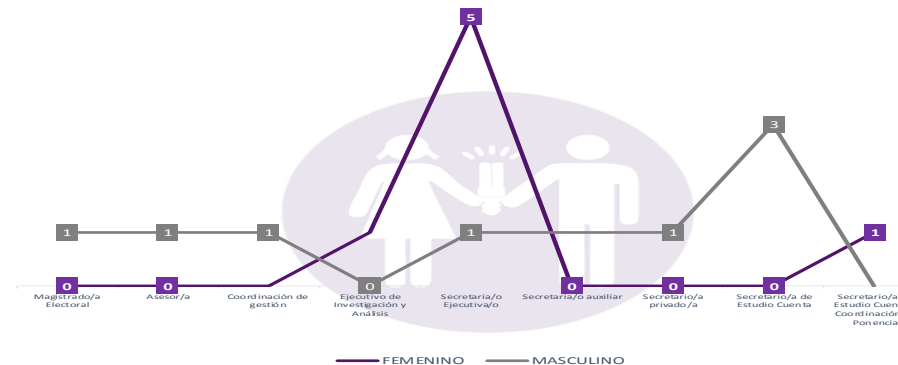 5
3
1 1 1 1 1 1
0 0 0 0 0 0
Magistrado/a
Electoral
Asesor/a
Coordinación de
gestión
Ejecutivo de
Investigación y
Análisis
Secretaria/o
Ejecutiva/o
Secretaria/o auxiliar
Secretario/a
privado/a
Secretario/a de
Estudio Cuenta
Secretario/a
Estudio Cuen
Coordinación
Ponencia
FEMENINO
MASCULINO